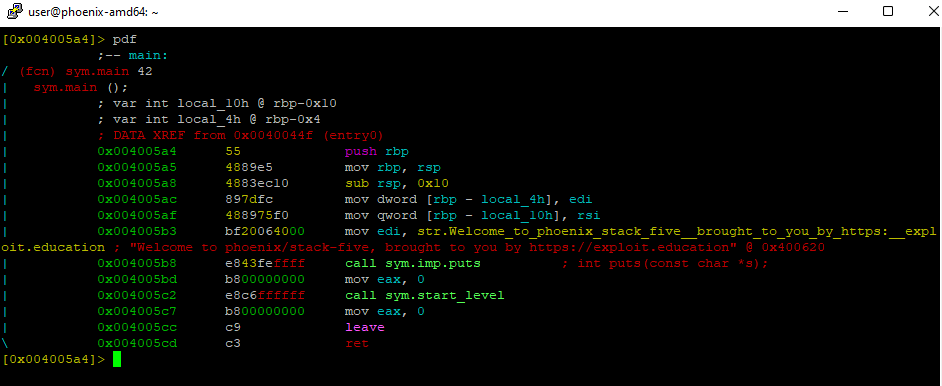 user@phoenix-amd64: ~
[0x004005a4]> pdf
;-- main:
/ (fcn) sym.main 42
| sym.main ();
| ; var int local_10h @ rbp-0x10
| ; var int local_4h @ rbp-0x4
| ; DATA XREF from 0x0040044f (entry0)
| 0x004005a4 55 push rbp
| 0x004005a5 4889e5 mov rbp, rsp
| 0x004005a8 4883ec10 sub rsp, 0x10
| 0x004005ac 897dfc mov dword [rbp - local_4h], edi
| 0x004005af 488975f0 mov qword [rbp - local_10h], rsi
| 0x004005b3 bf20064000 mov edi, str.Welcome_to_phoenix_stack_five__brought_to_you_by_https:__expl
oit.education ; "Welcome to phoenix/stack-five, brought to you by https://exploit.education" @ 0x400620
| 0x004005b8 e843feffff call sym.imp.puts ; int puts(const char *s);
| 0x004005bd b800000000 mov eax, 0
| 0x004005c2 e8c6ffffff call sym.start_level
| 0x004005c7 b800000000 mov eax, 0
| 0x004005cc c9 leave
\ 0x004005cd c3 ret
[0x004005a4]>